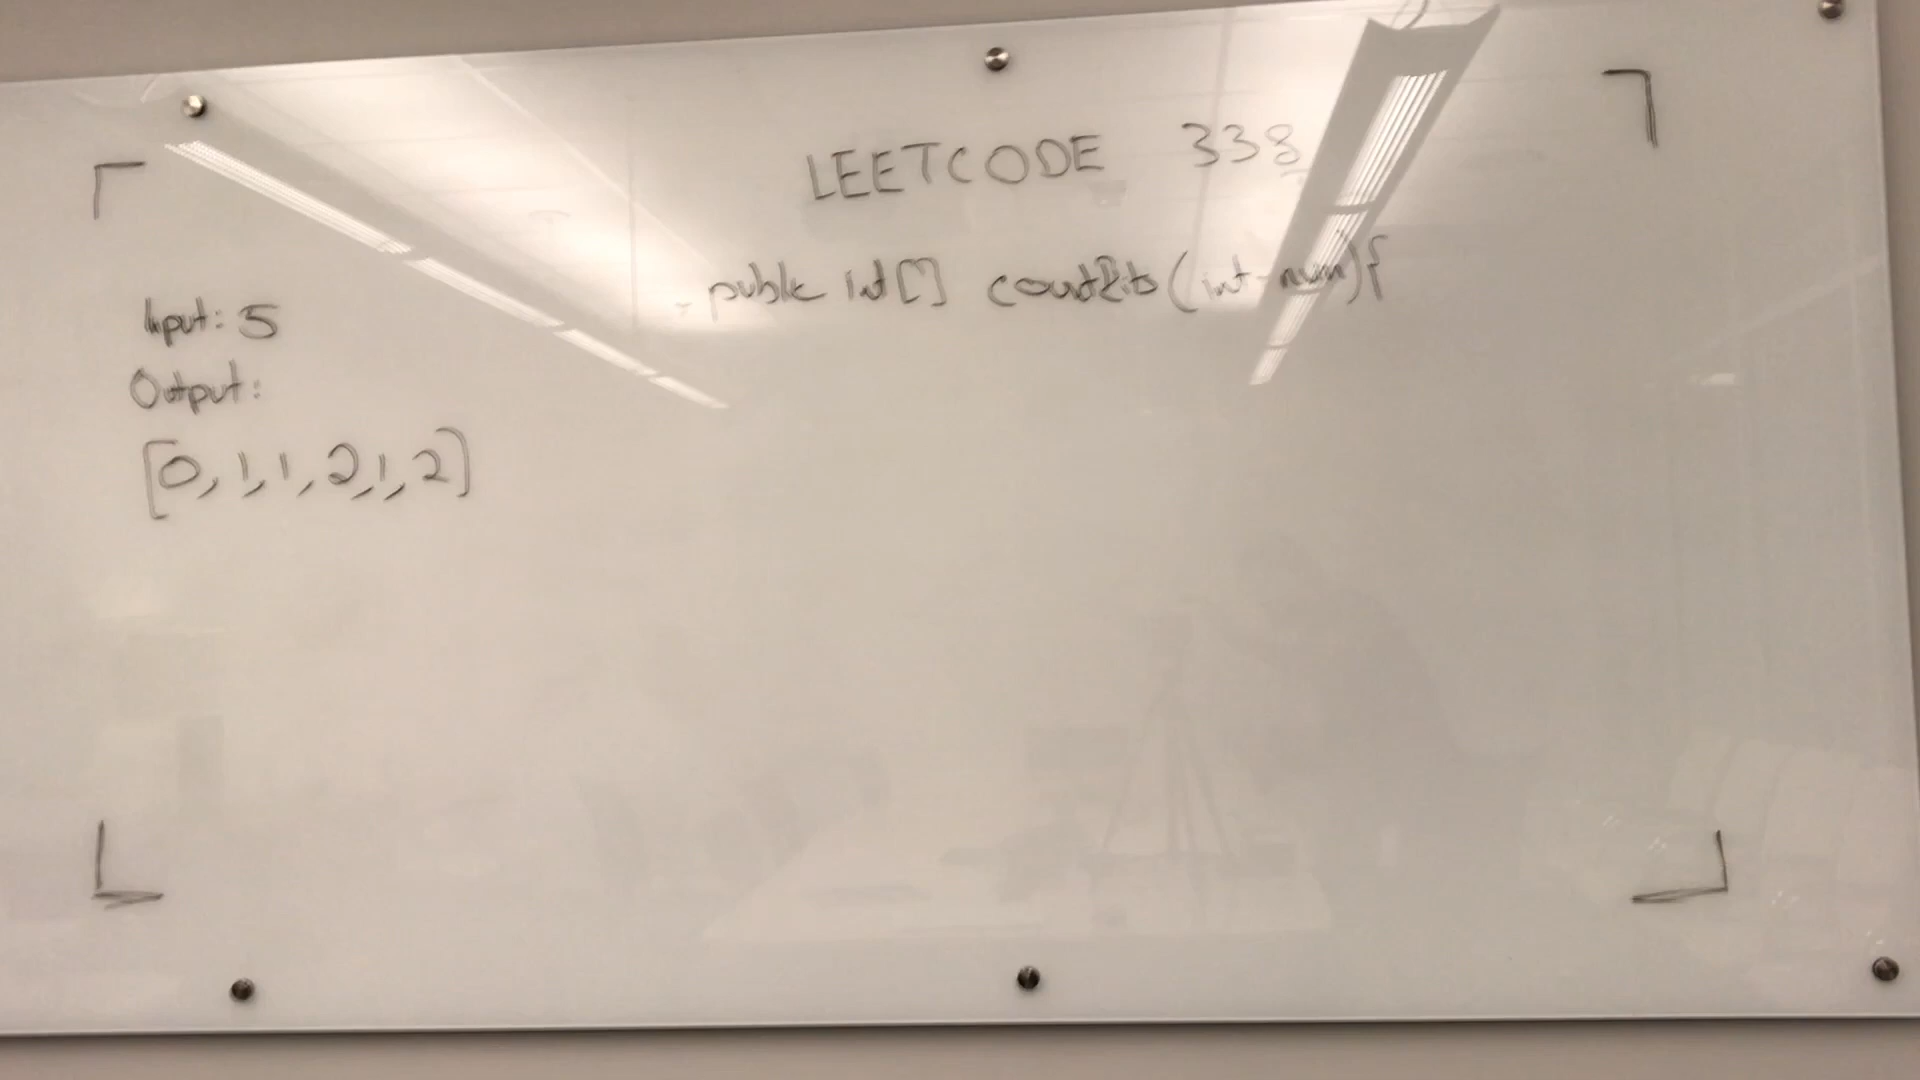 LEETCODE 338
public int[] countBits(int num){
Input: 5
Output:
[0,1,1,2,1,2]